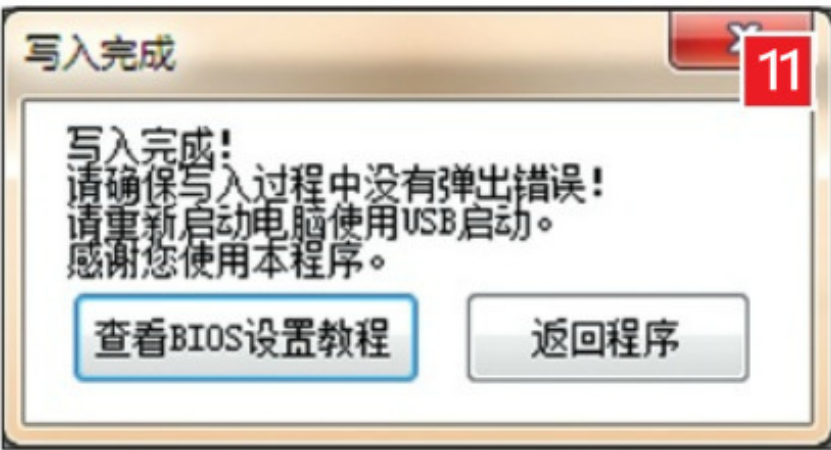 写入完成
11
写入完成!
请确保写入过程中没有弹出错误!
请重新启动电脑使用USB启动。
感谢您使用本程序。
查看BIOS设置教程
返回程序